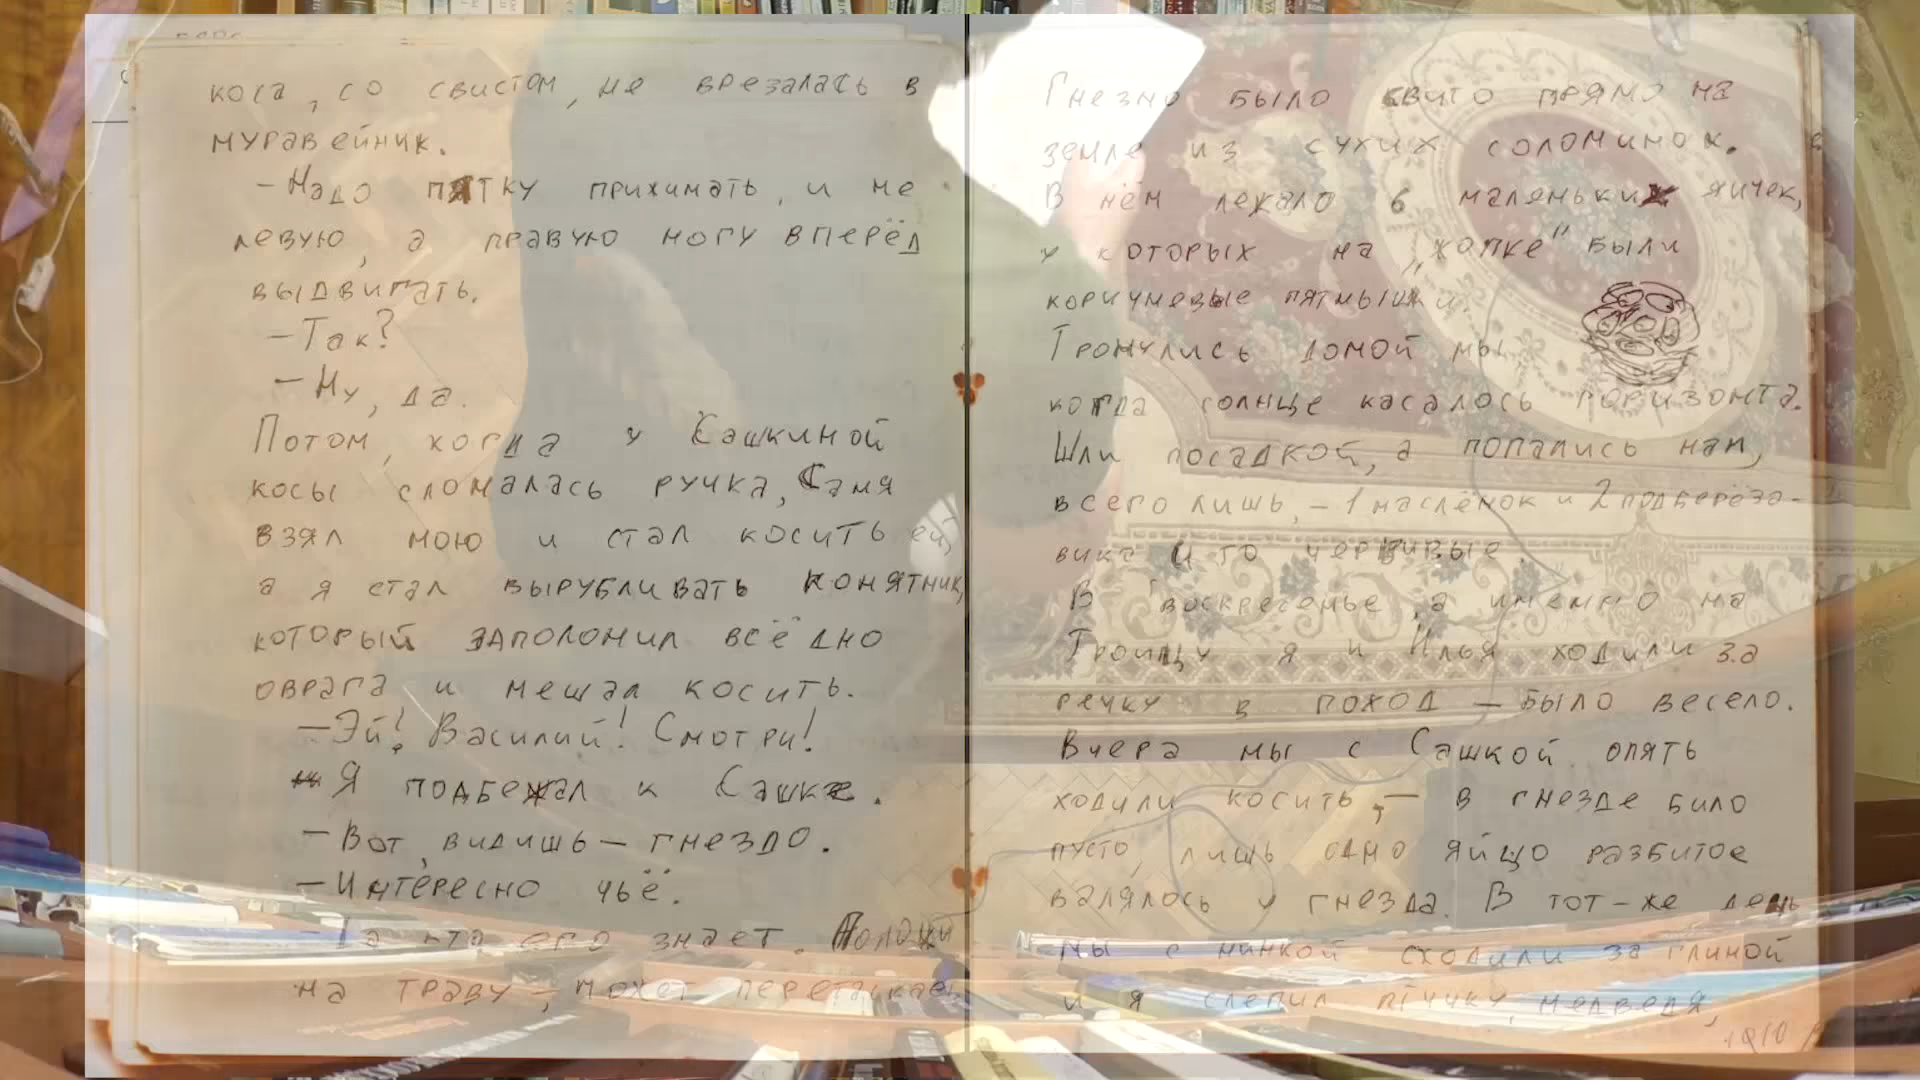 коса, со свистом, не врезалась в
муравейник.
– Надо пятку прижимать, и не
левую, а правую ногу вперёд
выдвигать.
– Так?
– Ну, да.
Потом, когда у Сашкиной
косы сломалась ручка, Саня
взял мою и стал косить ей,
а я стал вырубливать конятник,
который заполонил всё дно
оврага и мешал косить.
– Эй! Василий! Смотри!
Я подбежал к Сашке.
– Вот, видишь – гнездо.
– Интересно чьё.
– Да кто его знает. Положи
на траву –, может перетаскает
Гнездо было свито прямо на
земле из сухих соломинок.
В нём лежало 6 маленьких яичек,
у которых на „жопке" были
коричневые пятнышки
Тронулись домой мы
когда солнце касалось горизонта.
Шли посадкой, а попались нам,
всего лишь, – 1 маслёнок и 2 подберёзо-
вика и то червивые.
В воскресенье, а именно на
Троицу я и Илья ходили за
речку в поход – было весело.
Вчера мы с Сашкой опять
ходили косить, – в гнезде било
пусто, лишь одно яйцо разбитое
валялось у гнезда. В тот-же день
мы с нинкой сходили за глиной
и я слепил птичку, медведя,